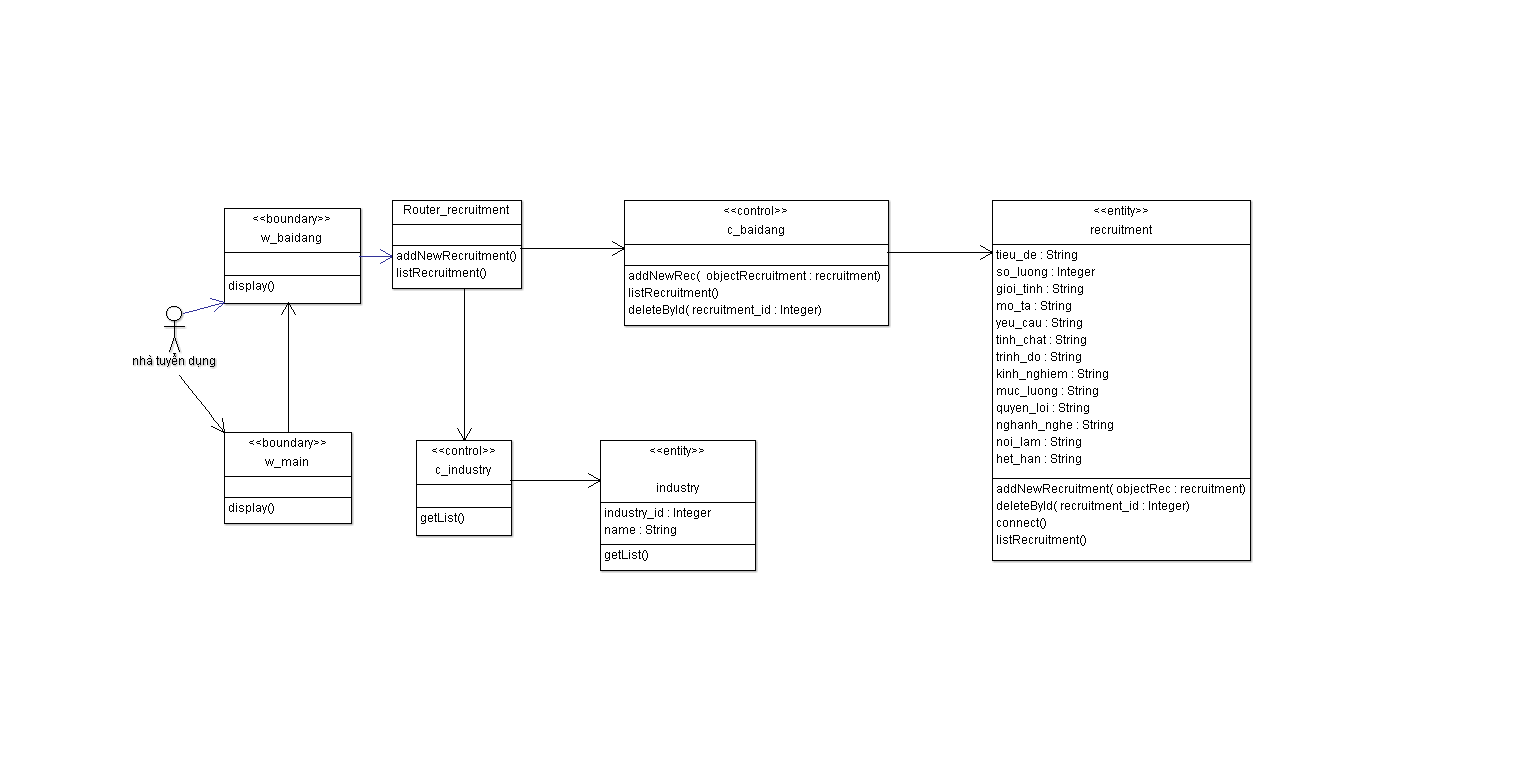 <<boundary>>
w_baidang
display()
Router_recruitment
addNewRecruitment()
listRecruitment()
<<control>>
c_baidang
addNewRec( objectRecruitment : recruitment)
listRecruitment()
deleteById( recruitment_id : Integer)
<<entity>>
recruitment
tieu_de : String
so_luong : Integer
gioi_tinh : String
mo_ta : String
yeu_cau : String
tinh_chat : String
trinh_do : String
kinh_nghiem : String
muc_luong : String
quyen_loi : String
nghanh_nghe : String
noi_lam : String
het_han : String
addNewRecruitment( objectRec : recruitment)
deleteById( recruitment_id : Integer)
connect()
listRecruitment()
nhà tuyển dụng
<<boundary>>
w_main
display()
<<control>>
c_industry
getList()
<<entity>>
industry
industry_id : Integer
name : String
getList()